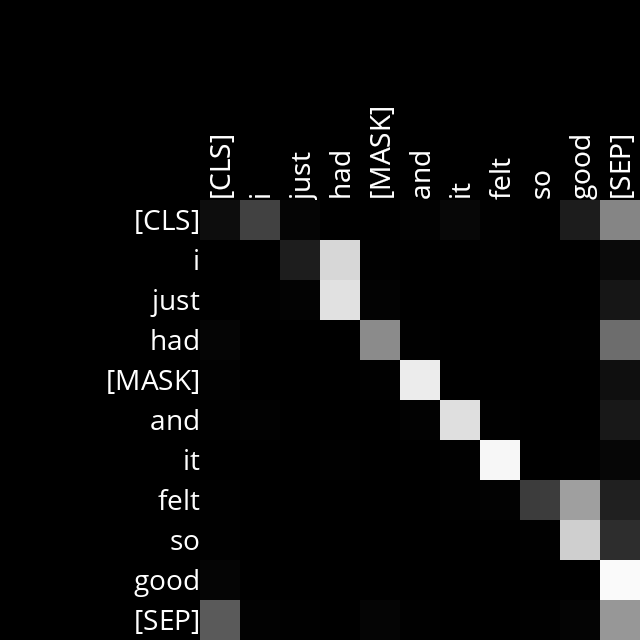 [CLS] i just had [MASK] and it felt so good [SEP]
[CLS]
i
just
had
[MASK]
and
it
felt
so
good
[SEP]